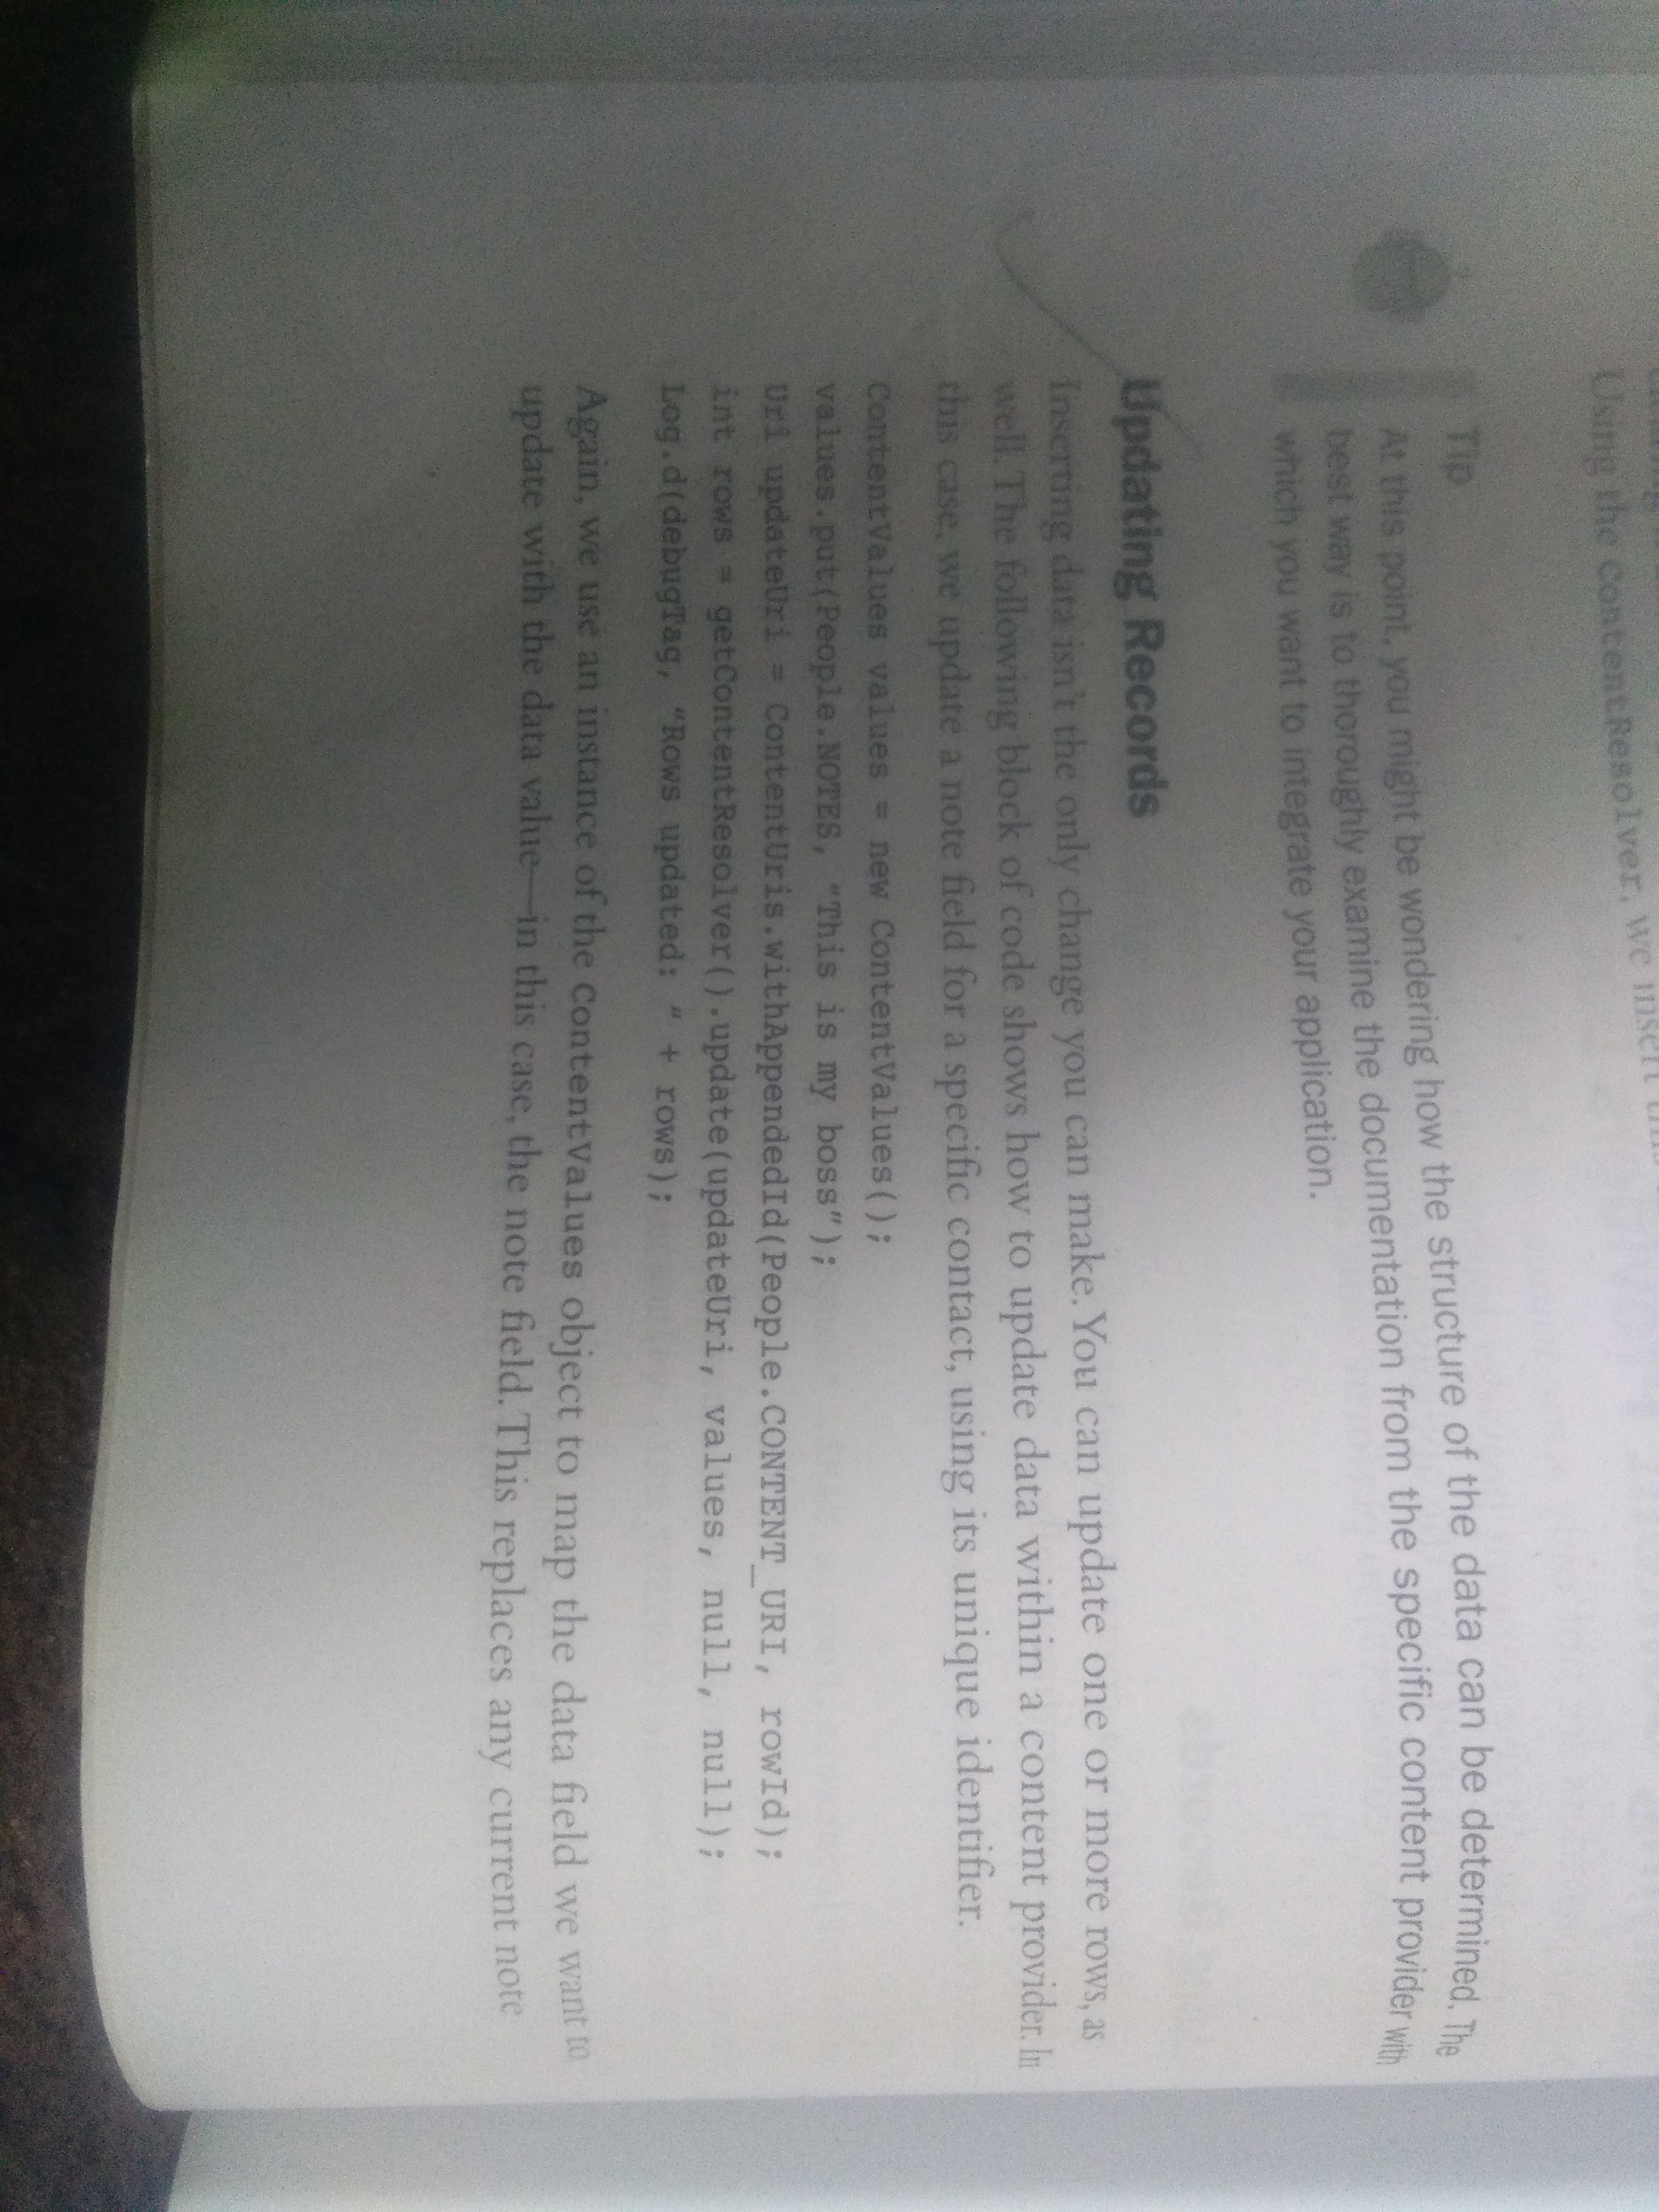 Using the ContentResolver, we insert
Tip
At this point, you might be wondering how the structure of the data can be determined. The
best way is to thoroughly examine the documentation from the specific content provider with
which you want to integrate your application.
Updating Records
Inserting data isn't the only change you can make. You can update one or more rows, as
well. The following block of code shows how to update data within a content provider. In
this case, we update a note field for a specific contact, using its unique identifier.
ContentValues values = new ContentValues();
values.put(People.NOTES, “This is my boss”);
Uri updateUri = ContentUris.withAppendedId(People.CONTENT_URI, rowId);
int rows = getContentResolver().update(updateUri, values, null, null);
Log.d(debugTag, “Rows updated: “ + rows);
Again, we use an instance of the ContentValues object to map the data field we want to
update with the data value—in this case, the note field. This replaces any current note